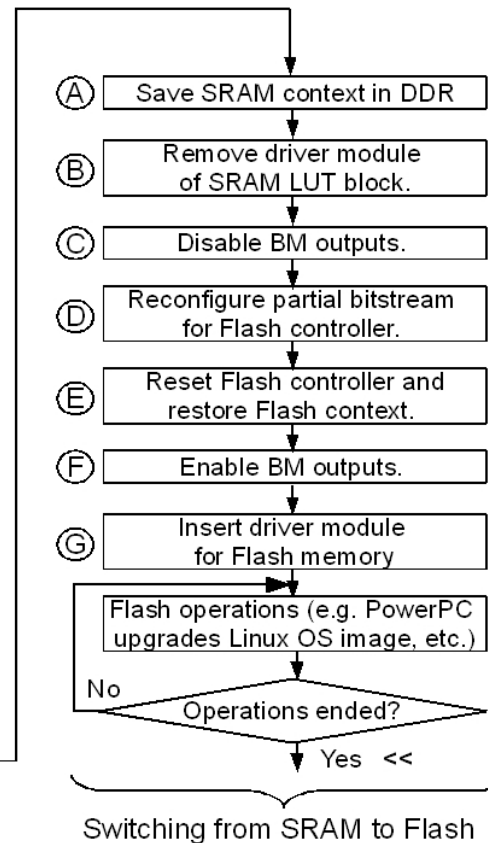 A Save SRAM context in DDR
B Remove driver module
of SRAM LUT block.
C Disable BM outputs.
D Reconfigure partial bitstream
for Flash controller.
E Reset Flash controller and
restore Flash context.
F Enable BM outputs.
G Insert driver module
for Flash memory
Flash operations (e.g. PowerPC
upgrades Linux OS image, etc.)
No
Operations ended?
Yes <<
Switching from SRAM to Flash